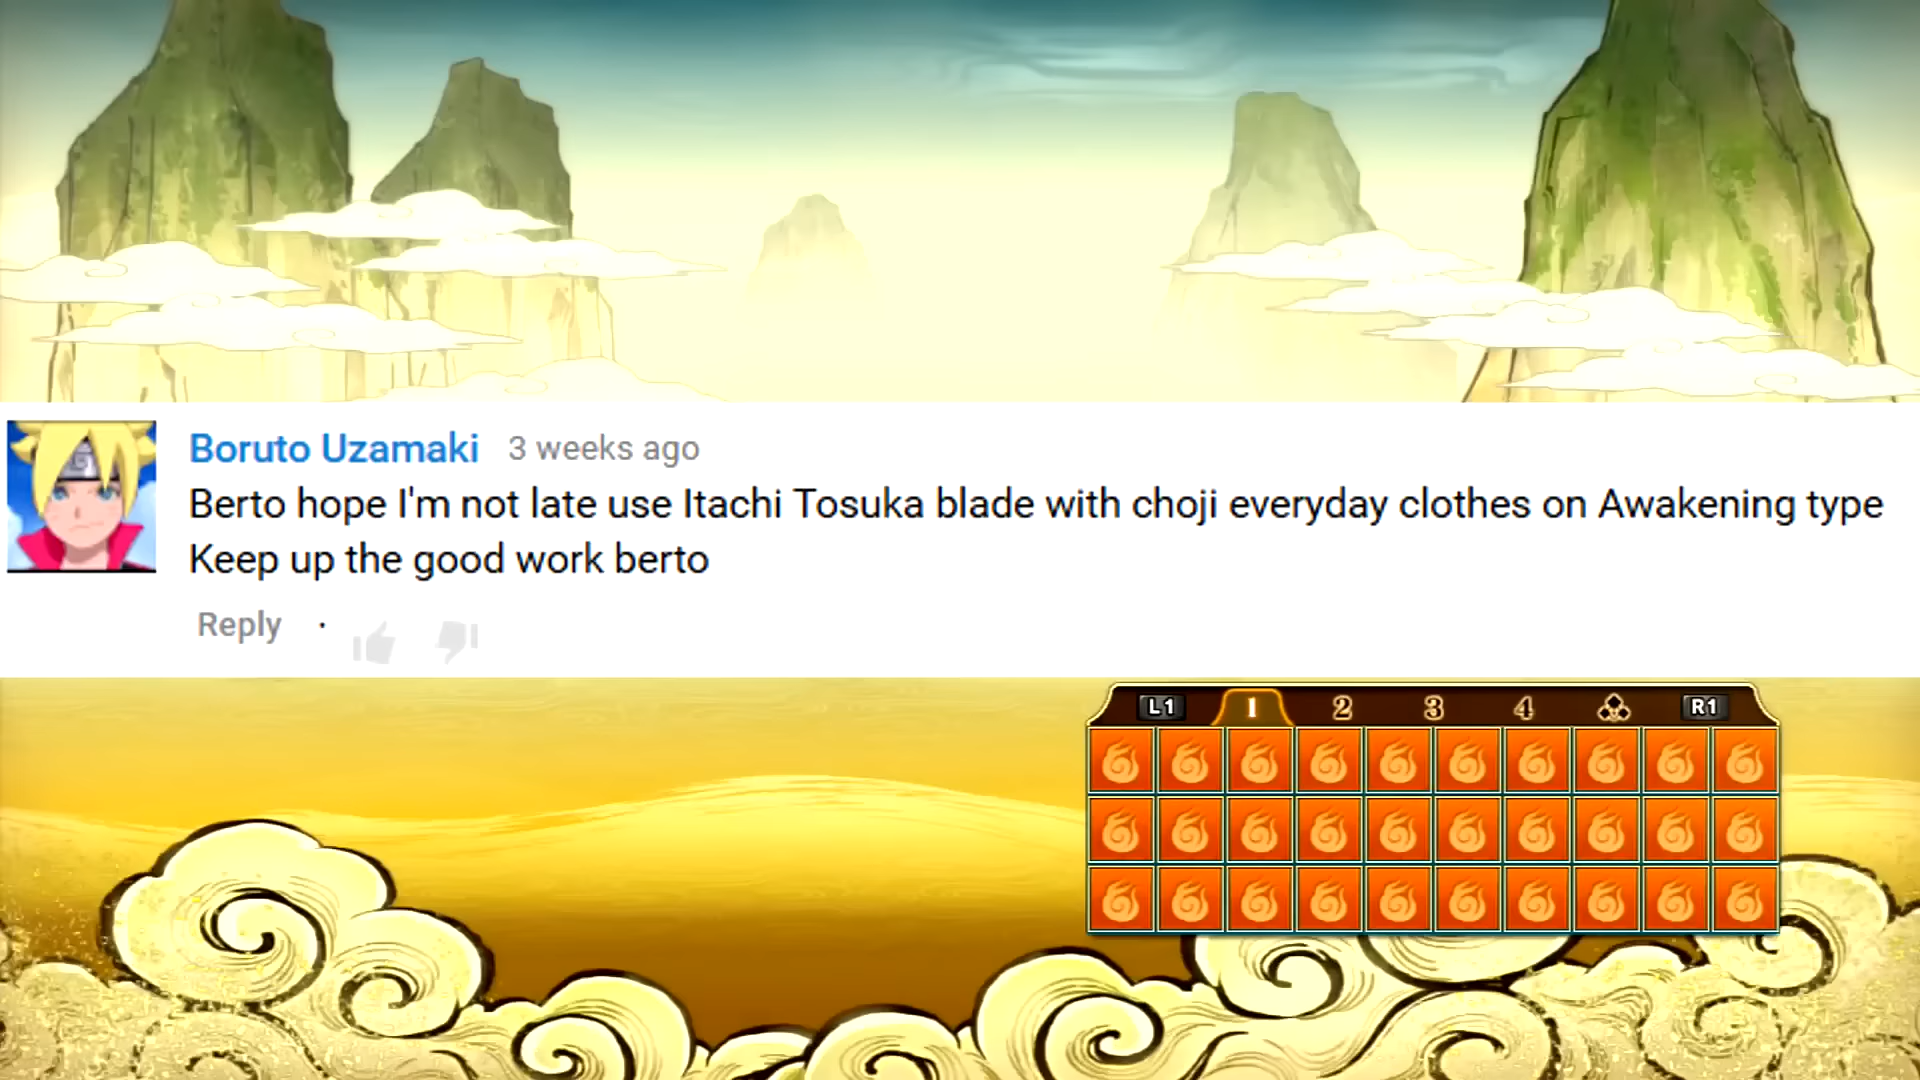 Boruto Uzamaki 3 weeks ago
Berto hope I'm not late use Itachi Tosuka blade with choji everyday clothes on Awakening type
Keep up the good work berto
Reply ·
L1 1 2 3 4 R1